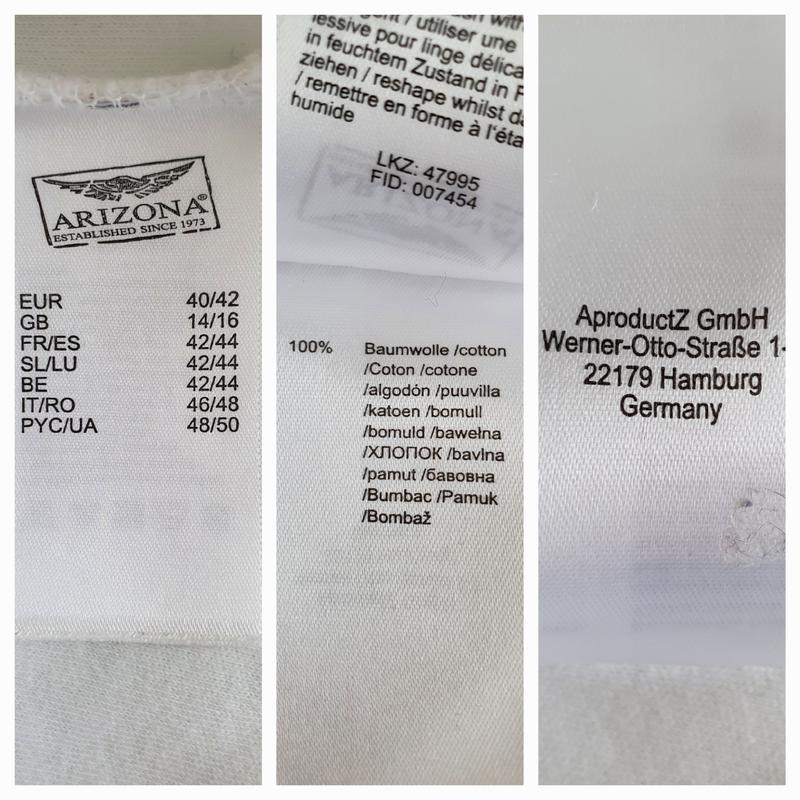 ARIZONA®
ESTABLISHED SINCE 1973
EUR 40/42
GB 14/16
FR/ES 42/44
SL/LU 42/44
BE 42/44
IT/RO 46/48
PYC/UA 48/50
/ utiliser une
pour linge
in feuchtem Zustand in
ziehen / reshape whilst
/ remettre en forme à l'éta
humide
LKZ: 47995
FID: 007454
100% Baumwolle /cotton
/Coton /cotone
/algodón /puuvilla
/katoen /bomull
/bomuld /bawełna
/ХЛОПОК /bavlna
/pamut /бавовна
/Bumbac /Pamuk
/Bombaž
AproductZ GmbH
Werner-Otto-Straße 1-
22179 Hamburg
Germany